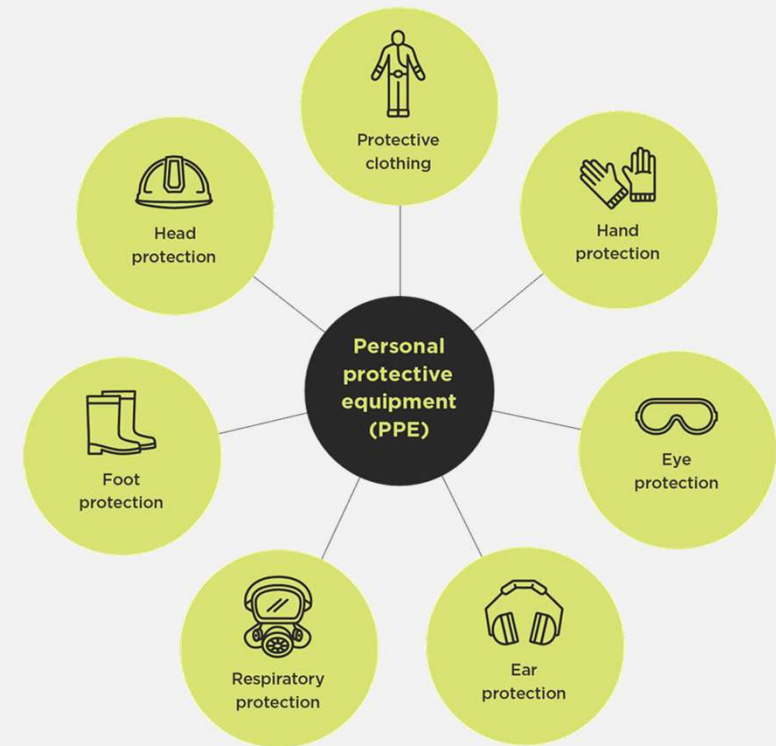 Protective
clothing
Head
protection
Hand
protection
Personal
protective
equipment
(PPE)
Foot
protection
Eye
protection
Respiratory
protection
Ear
protection